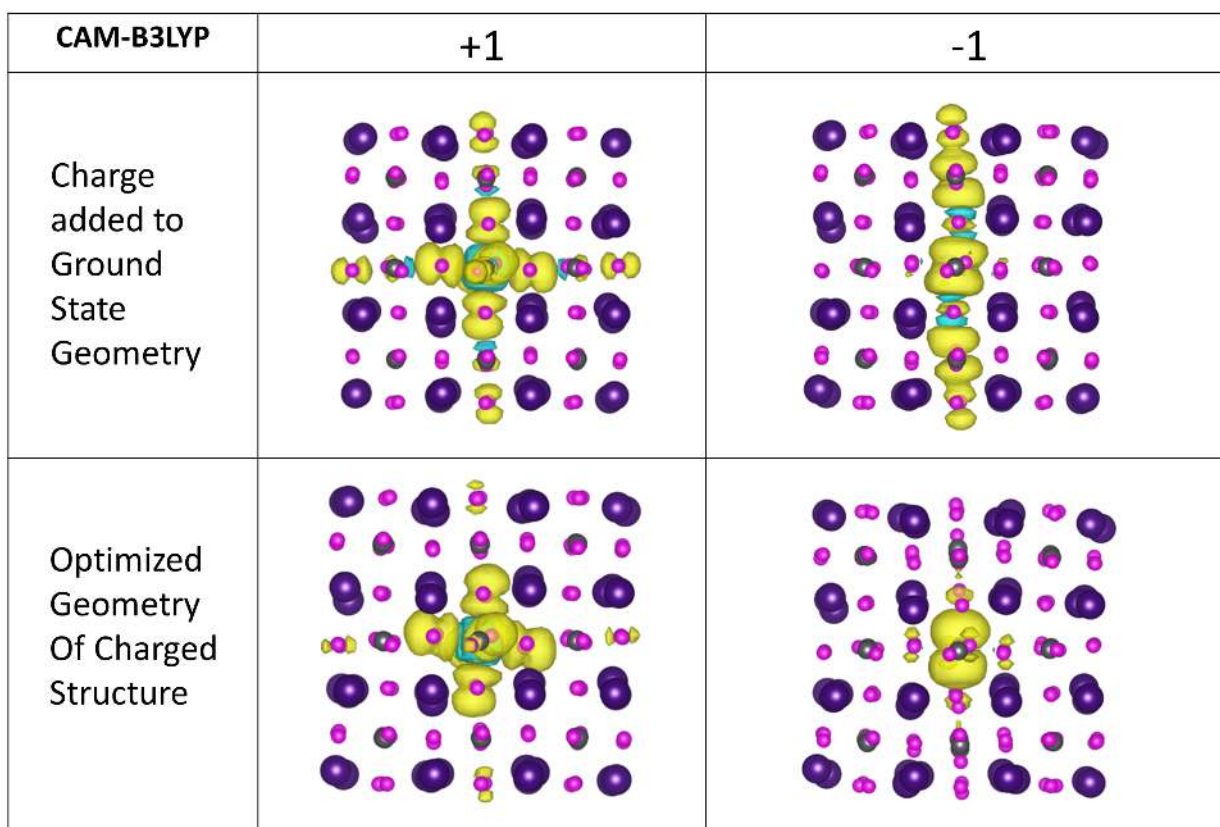 CAM-B3LYP
+1
-1
Charge
added to
Ground
State
Geometry
Optimized
Geometry
Of Charged
Structure